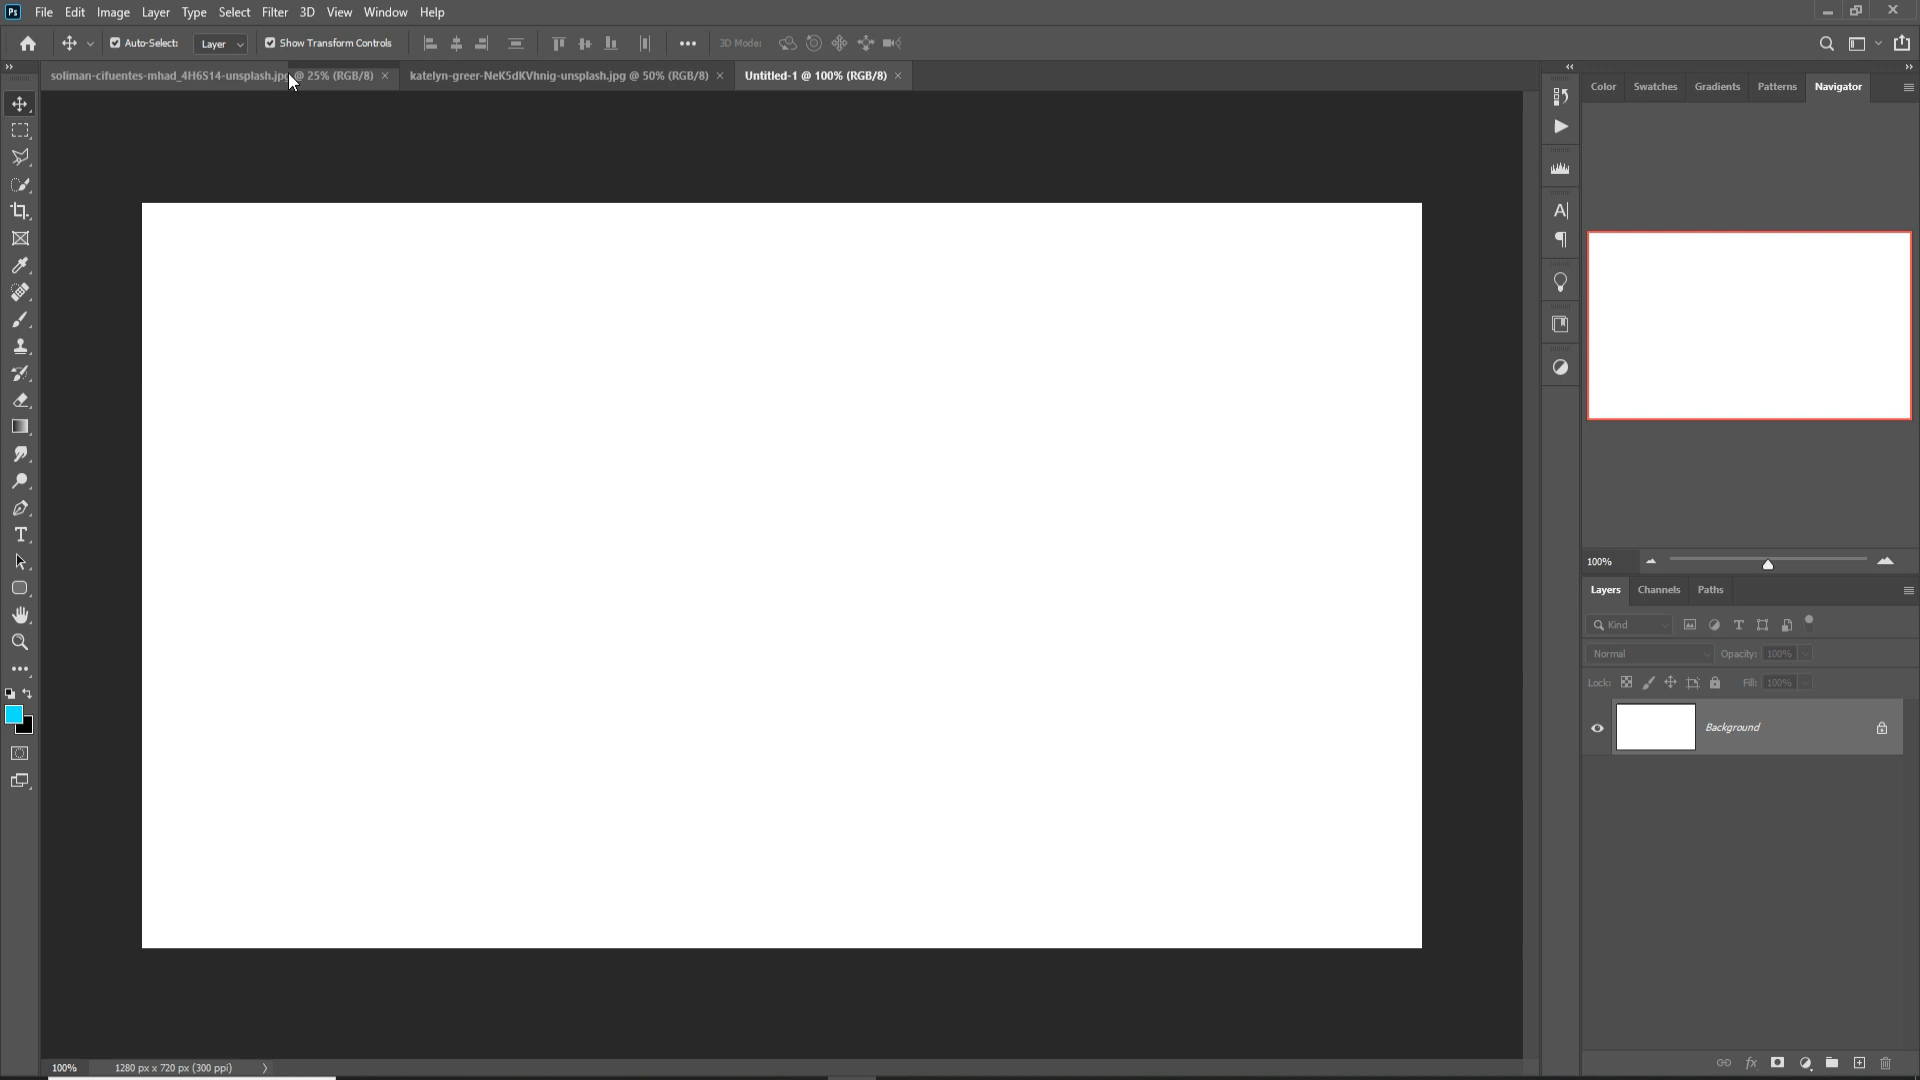 Ps File Edit Image Layer Type Select Filter 3D View Window Help
Auto-Select: Layer Show Transform Controls 3D Mode:
soliman-cifuentes-mhad_4H6S14-unsplash.jpg @ 25% (RGB/8) × katelyn-greer-NeK5dKVhnig-unsplash.jpg @ 50% (RGB/8) × Untitled-1 @ 100% (RGB/8) ×
Color Swatches Gradients Patterns Navigator
100%
Layers Channels Paths
Kind
Normal Opacity: 100%
Lock: Fill: 100%
Background
100% 1280 px x 720 px (300 ppi)